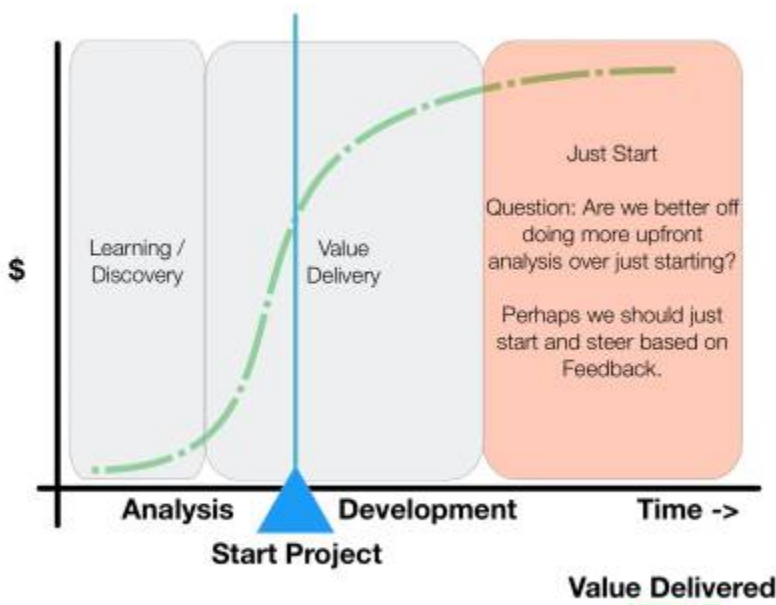 $
Learning /
Discovery
Value
Delivery
Just Start
Question: Are we better off
doing more upfront
analysis over just starting?
Perhaps we should just
start and steer based on
Feedback.
Analysis
Development
Time ->
Start Project
Value Delivered